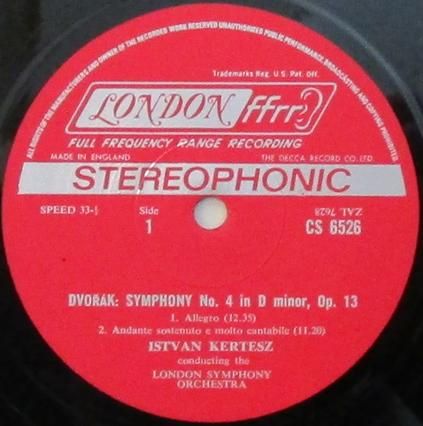 ALL RIGHTS OF THE MANUFACTURERS AND OWNER OF THE RECORDED WORK RESERVED UNAUTHORISED PUBLIC PERFORMANCE BROADCASTING AND COPYING PROHIBITED.
Trademarks Reg. U.S. Pat. Off.
LONDON ffrr
FULL FREQUENCY RANGE RECORDING
MADE IN ENGLAND THE DECCA RECORD CO. LTD.
STEREOPHONIC
SPEED 33-⅓ Side ZAL. 7628
1 CS 6526
DVOŘÁK: SYMPHONY No. 4 in D minor, Op. 13
1. Allegro (12.35)
2. Andante sostenuto e molto cantabile (11.20)
ISTVAN KERTESZ
conducting the
LONDON SYMPHONY
ORCHESTRA